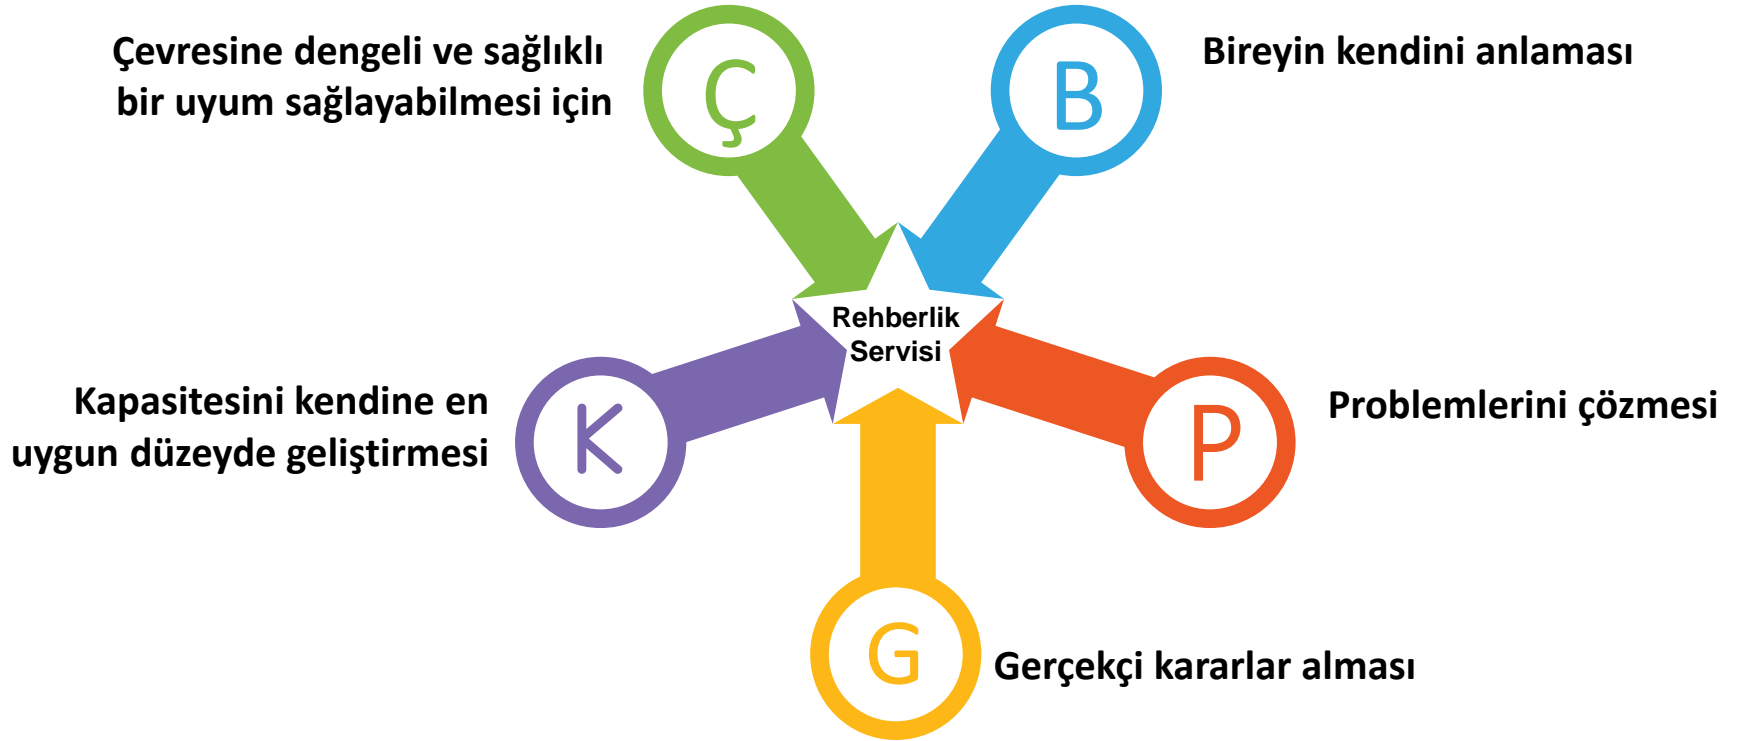 Çevresine dengeli ve sağlıklı
bir uyum sağlayabilmesi için
Ç
B
Bireyin kendini anlaması
Rehberlik
Servisi
Kapasitesini kendine en
uygun düzeyde geliştirmesi
K
P
Problemlerini çözmesi
G
Gerçekçi kararlar alması